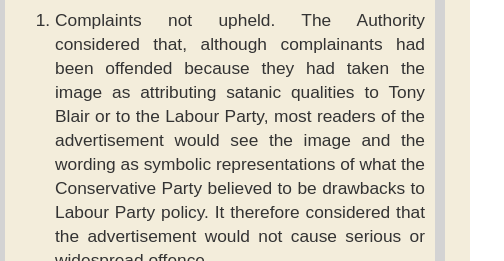 1. Complaints not upheld. The Authority
considered that, although complainants had
been offended because they had taken the
image as attributing satanic qualities to Tony
Blair or to the Labour Party, most readers of the
advertisement would see the image and the
wording as symbolic representations of what the
Conservative Party believed to be drawbacks to
Labour Party policy. It therefore considered that
the advertisement would not cause serious or
widespread offence